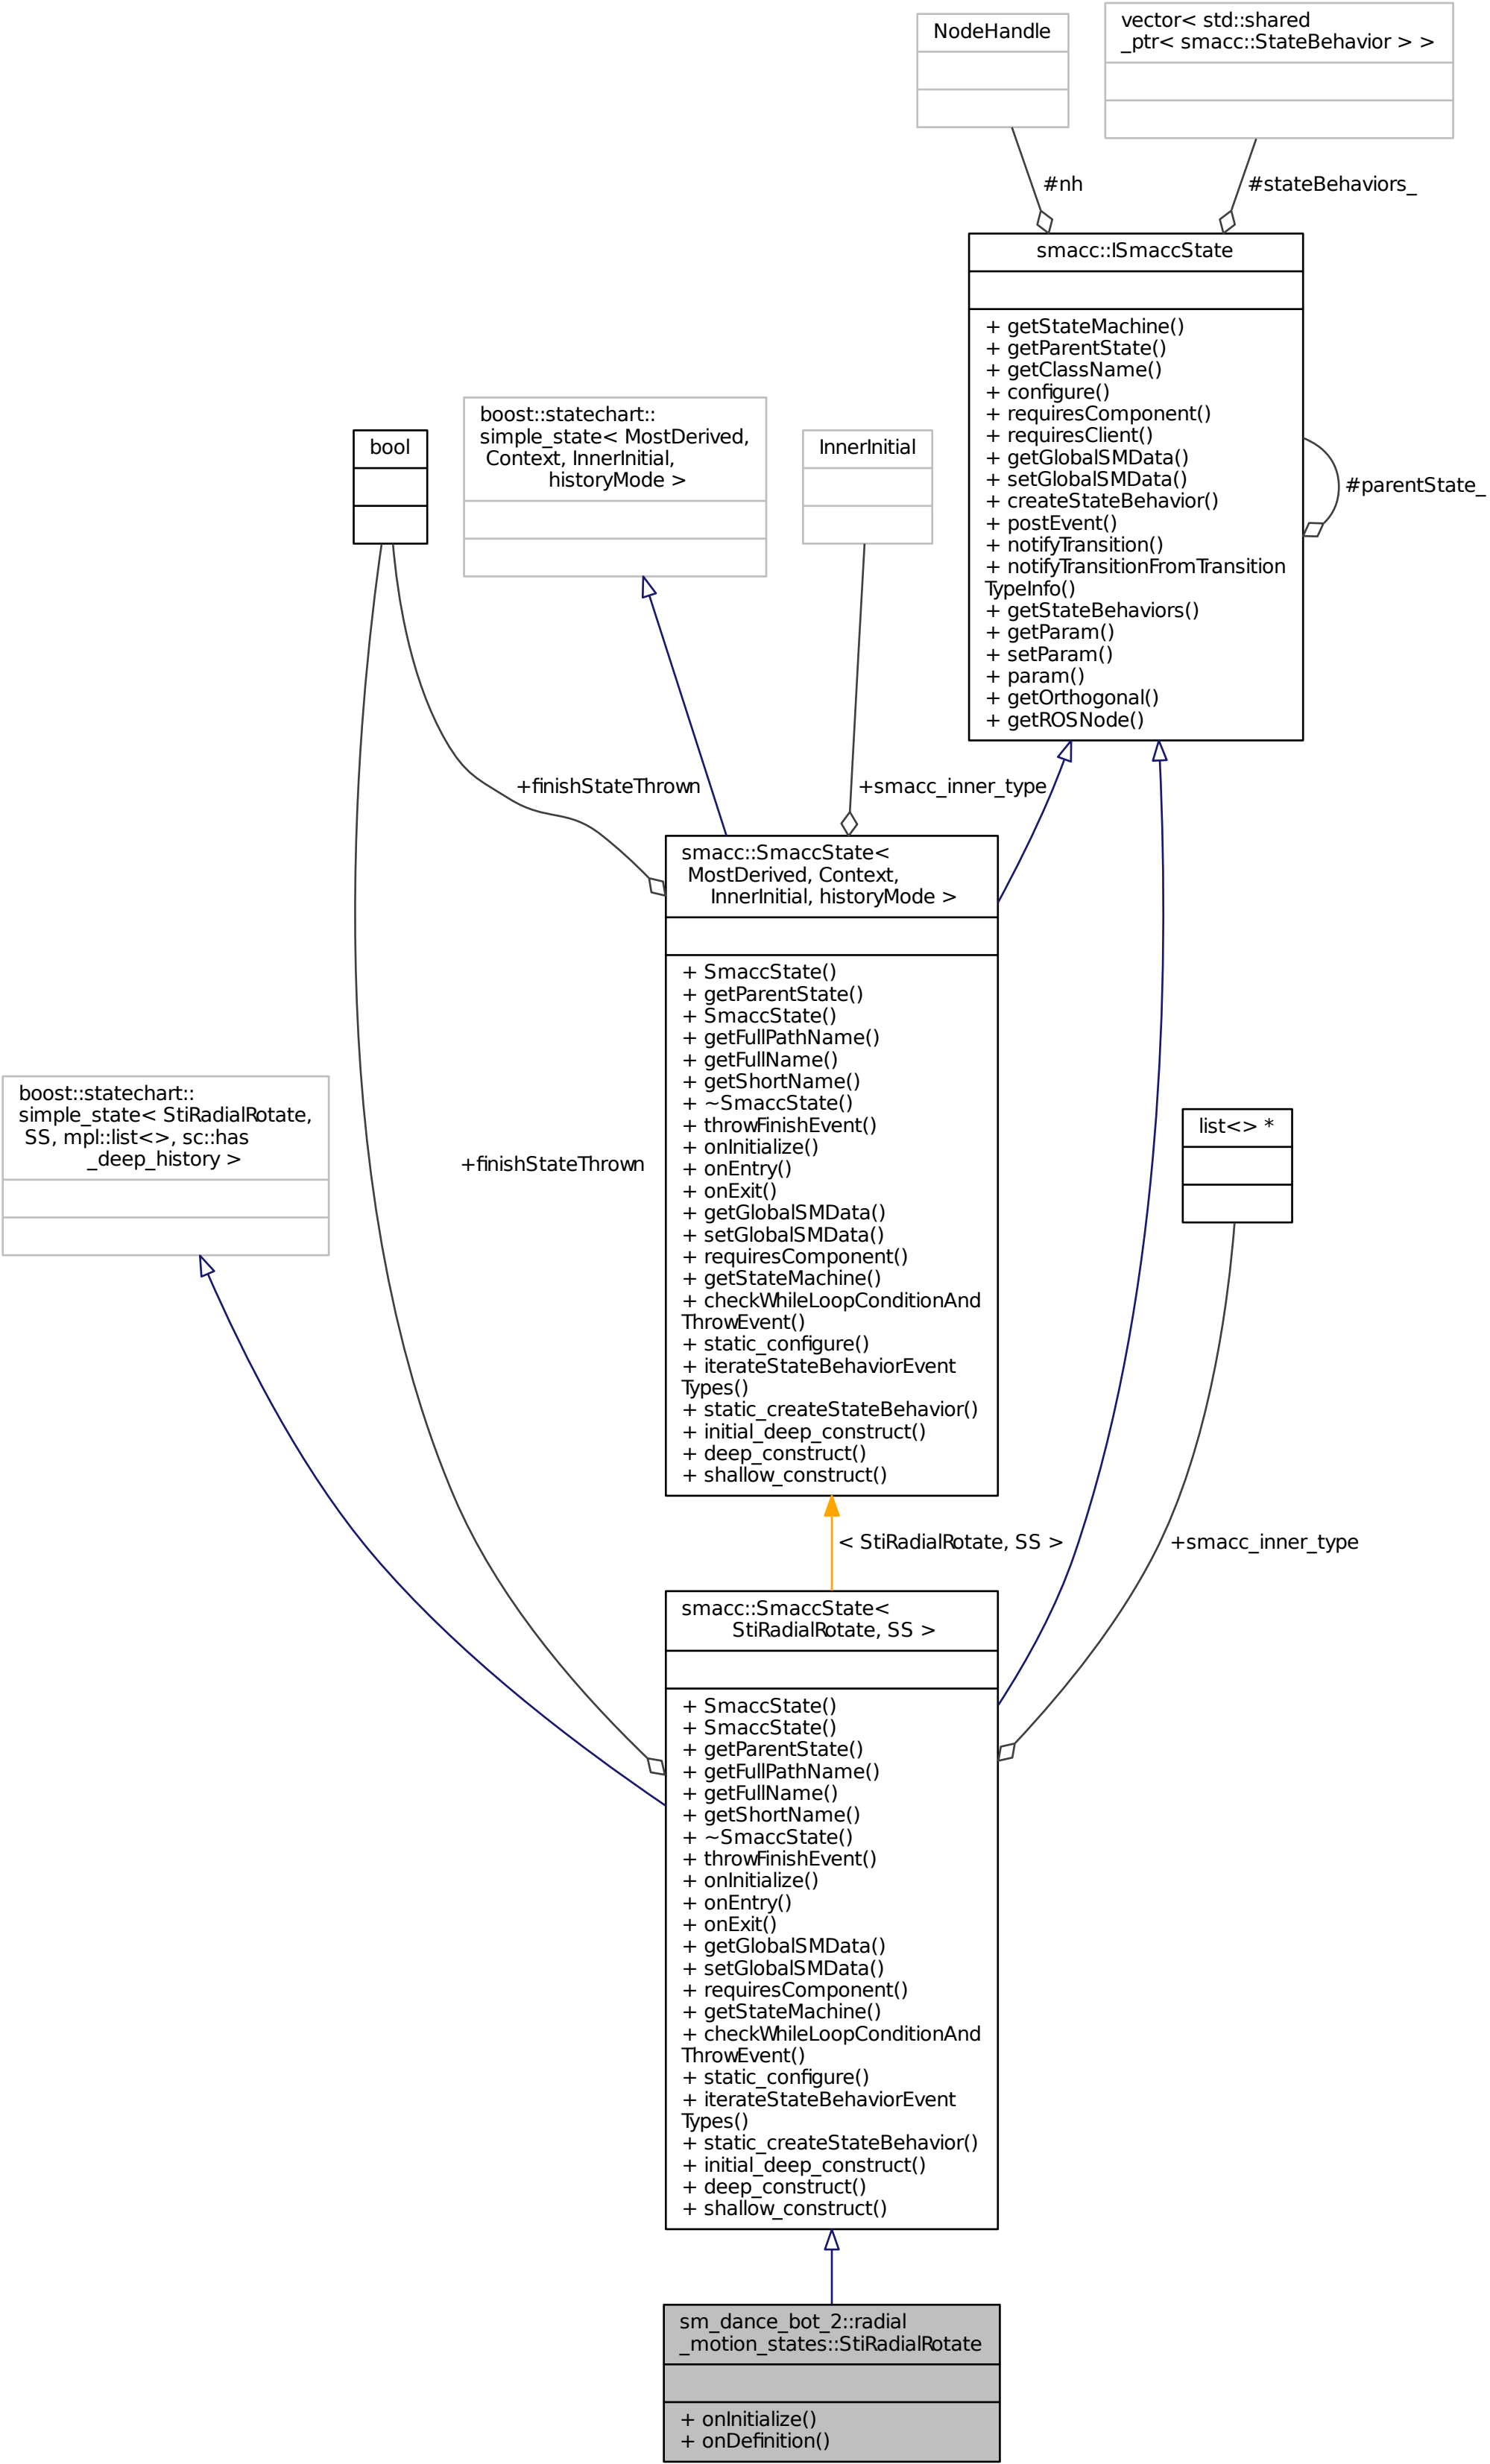 NodeHandle
vector< std::shared
_ptr< smacc::StateBehavior > >
#nh
#stateBehaviors_
smacc::ISmaccState
+ getStateMachine()
+ getParentState()
+ getClassName()
+ configure()
+ requiresComponent()
+ requiresClient()
+ getGlobalSMData()
+ setGlobalSMData()
+ createStateBehavior()
+ postEvent()
+ notifyTransition()
+ notifyTransitionFromTransition
TypeInfo()
+ getStateBehaviors()
+ getParam()
+ setParam()
+ param()
+ getOrthogonal()
+ getROSNode()
#parentState_
bool
boost::statechart::
simple_state< MostDerived,
Context, InnerInitial,
historyMode >
InnerInitial
+finishStateThrown
+smacc_inner_type
smacc::SmaccState<
MostDerived, Context,
InnerInitial, historyMode >
+ SmaccState()
+ getParentState()
+ SmaccState()
+ getFullPathName()
+ getFullName()
+ getShortName()
+ ~SmaccState()
+ throwFinishEvent()
+ onInitialize()
+ onEntry()
+ onExit()
+ getGlobalSMData()
+ setGlobalSMData()
+ requiresComponent()
+ getStateMachine()
+ checkWhileLoopConditionAnd
ThrowEvent()
+ static_configure()
+ iterateStateBehaviorEvent
Types()
+ static_createStateBehavior()
+ initial_deep_construct()
+ deep_construct()
+ shallow_construct()
boost::statechart::
simple_state< StiRadialRotate,
SS, mpl::list<>, sc::has
_deep_history >
+finishStateThrown
list<> *
< StiRadialRotate, SS >
+smacc_inner_type
smacc::SmaccState<
StiRadialRotate, SS >
+ SmaccState()
+ SmaccState()
+ getParentState()
+ getFullPathName()
+ getFullName()
+ getShortName()
+ ~SmaccState()
+ throwFinishEvent()
+ onInitialize()
+ onEntry()
+ onExit()
+ getGlobalSMData()
+ setGlobalSMData()
+ requiresComponent()
+ getStateMachine()
+ checkWhileLoopConditionAnd
ThrowEvent()
+ static_configure()
+ iterateStateBehaviorEvent
Types()
+ static_createStateBehavior()
+ initial_deep_construct()
+ deep_construct()
+ shallow_construct()
sm_dance_bot_2::radial
_motion_states::StiRadialRotate
+ onInitialize()
+ onDefinition()